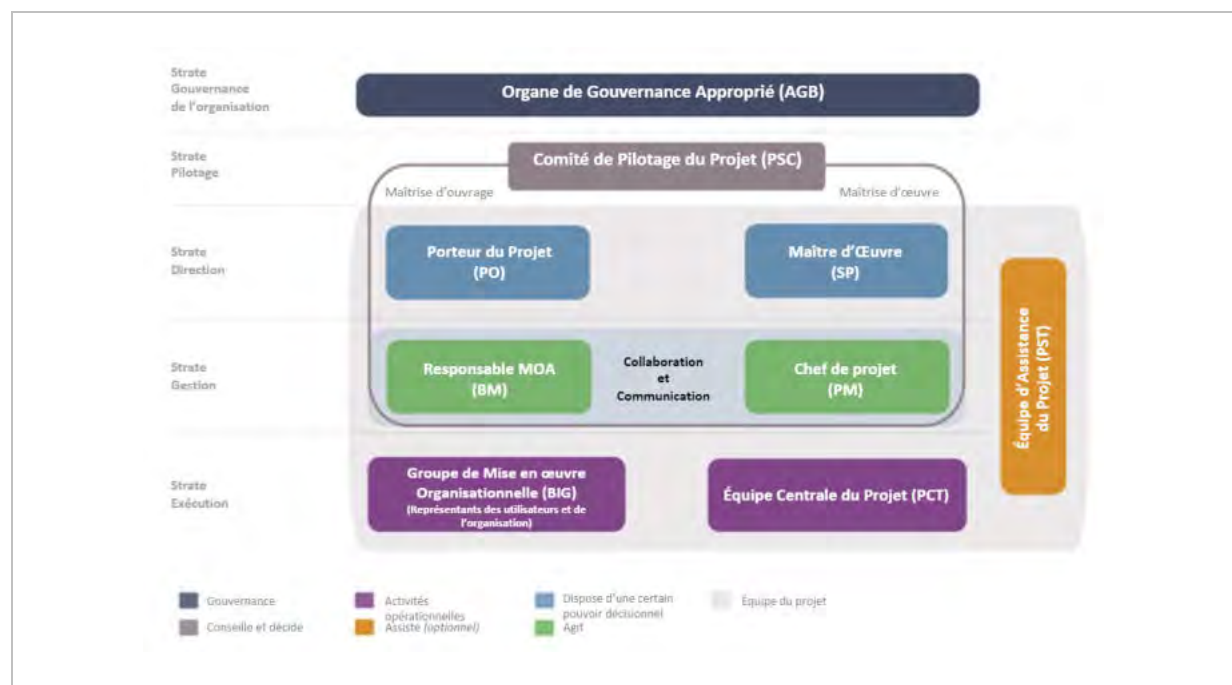 Strate
Gouvernance
de l'organisation
Organe de Gouvernance Approprié (AGB)
Strate
Pilotage
Comité de Pilotage du Projet (PSC)
Maîtrise d'ouvrage
Maîtrise d'œuvre
Strate
Direction
Porteur du Projet
(PO)
Maître d'Œuvre
(SP)
Équipe d'Assistance
du Projet (PST)
Strate
Gestion
Responsable MOA
(BM)
Collaboration
et
Communication
Chef de projet
(PM)
Strate
Exécution
Groupe de Mise en œuvre
Organisationnelle (BIG)
(Représentants des utilisateurs et de
l'organisation)
Équipe Centrale du Projet (PCT)
Gouvernance
Conseille et décide
Activités
opérationnelles
Assiste (optionnel)
Dispose d'une certain
pouvoir décisionnel
Agit
Équipe du projet